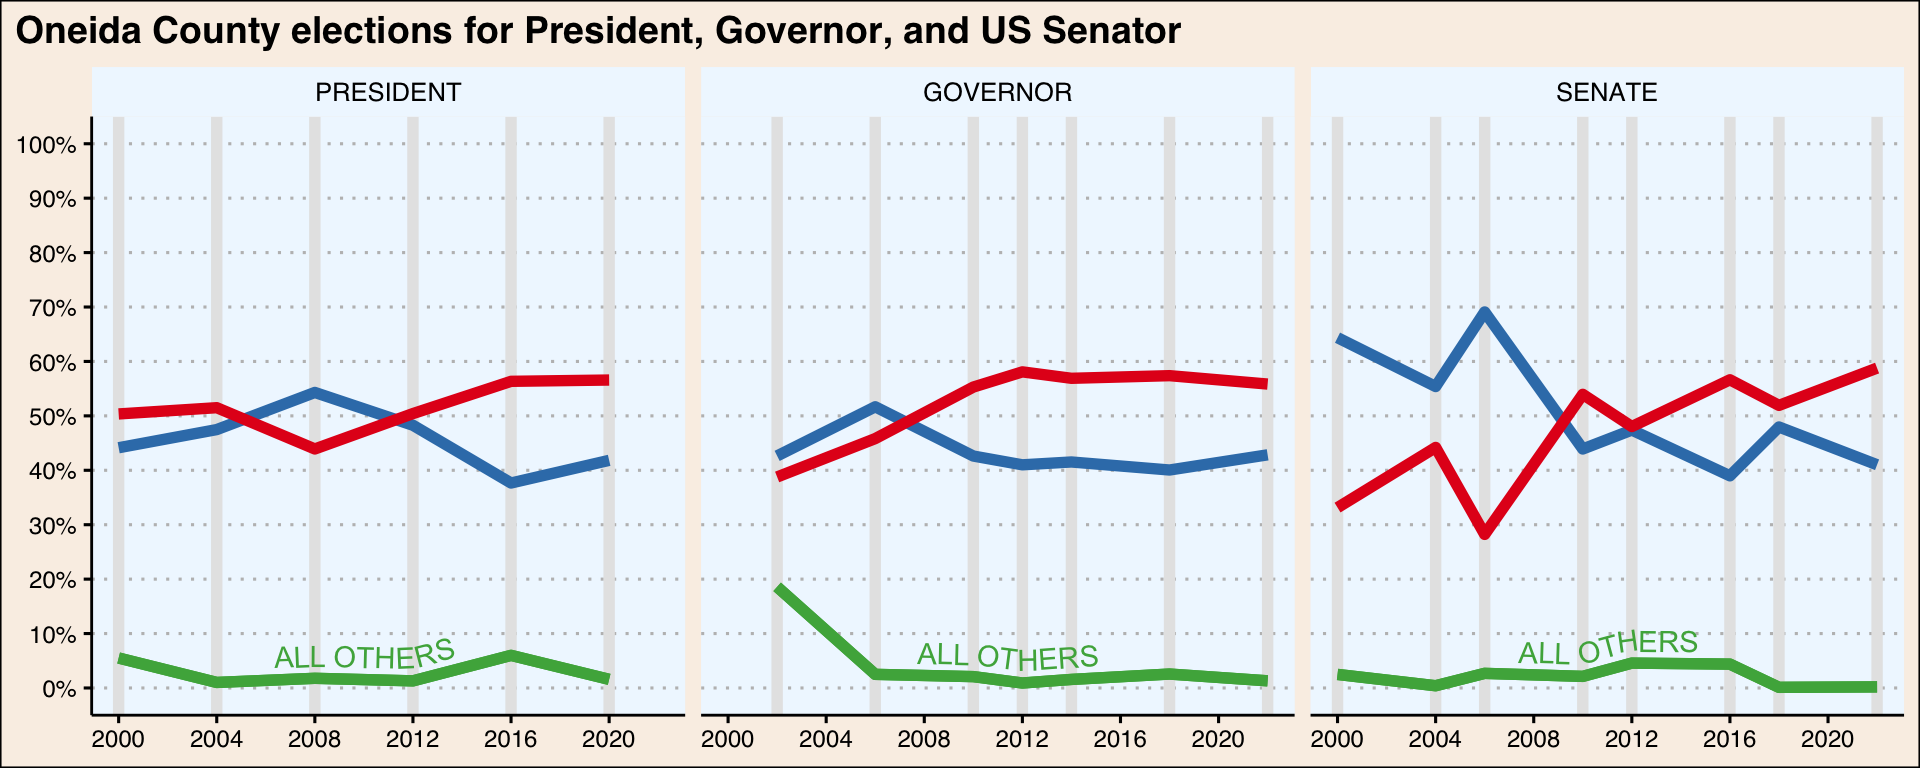 Oneida County elections for President, Governor, and US Senator
PRESIDENT
GOVERNOR
SENATE
100%
90%
80%
70%
60%
50%
40%
30%
20%
10%
0%
ALL OTHERS
ALL OTHERS
ALL OTHERS
2000 2004 2008 2012 2016 2020
2000 2004 2008 2012 2016 2020
2000 2004 2008 2012 2016 2020